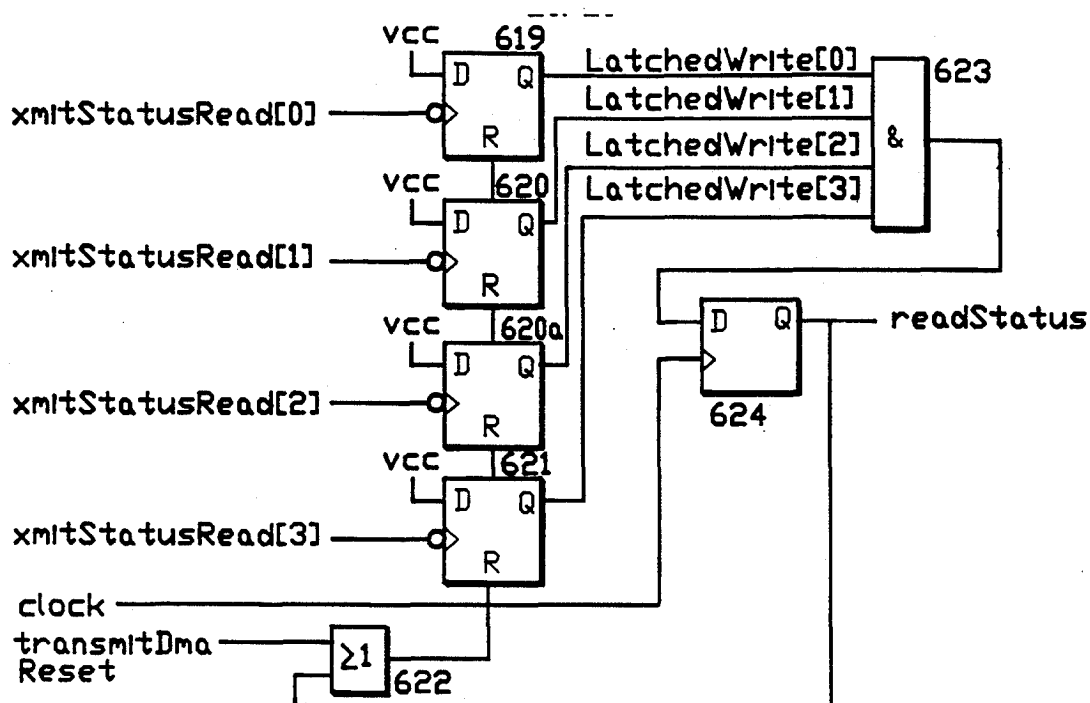 vcc
619
D Q
R
xmitStatusRead[0]
LatchedWrite[0]
LatchedWrite[1]
LatchedWrite[2]
LatchedWrite[3]
623
&
vcc
620
D Q
R
xmitStatusRead[1]
vcc
620a
D Q
R
xmitStatusRead[2]
D Q
624
readStatus
vcc
621
D Q
R
xmitStatusRead[3]
clock
transmitDma
Reset
≥1
622